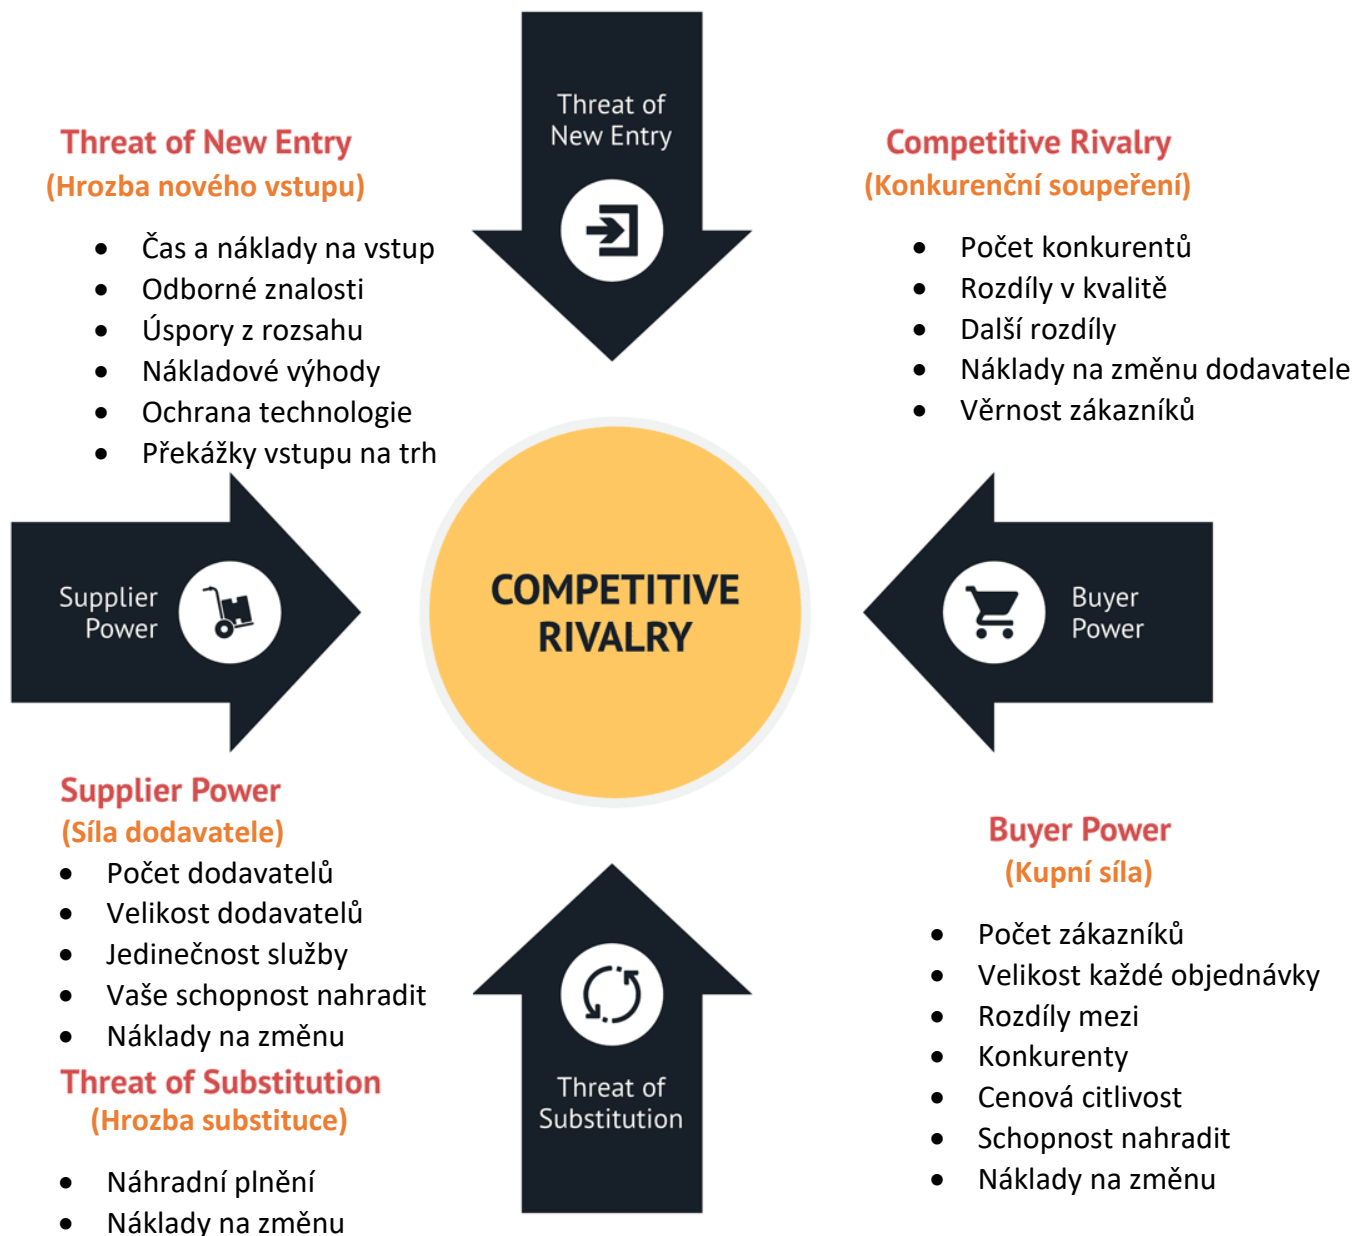 Threat of
New Entry
Threat of New Entry
(Hrozba nového vstupu)
• Čas a náklady na vstup
• Odborné znalosti
• Úspory z rozsahu
• Nákladové výhody
• Ochrana technologie
• Překážky vstupu na trh
Competitive Rivalry
(Konkurenční soupeření)
• Počet konkurentů
• Rozdíly v kvalitě
• Další rozdíly
• Náklady na změnu dodavatele
• Věrnost zákazníků
Supplier
Power
COMPETITIVE
RIVALRY
Buyer
Power
Supplier Power
(Síla dodavatele)
• Počet dodavatelů
• Velikost dodavatelů
• Jedinečnost služby
• Vaše schopnost nahradit
• Náklady na změnu
Threat of Substitution
(Hrozba substituce)
• Náhradní plnění
• Náklady na změnu
Threat of
Substitution
Buyer Power
(Kupní síla)
• Počet zákazníků
• Velikost každé objednávky
• Rozdíly mezi
• Konkurenty
• Cenová citlivost
• Schopnost nahradit
• Náklady na změnu